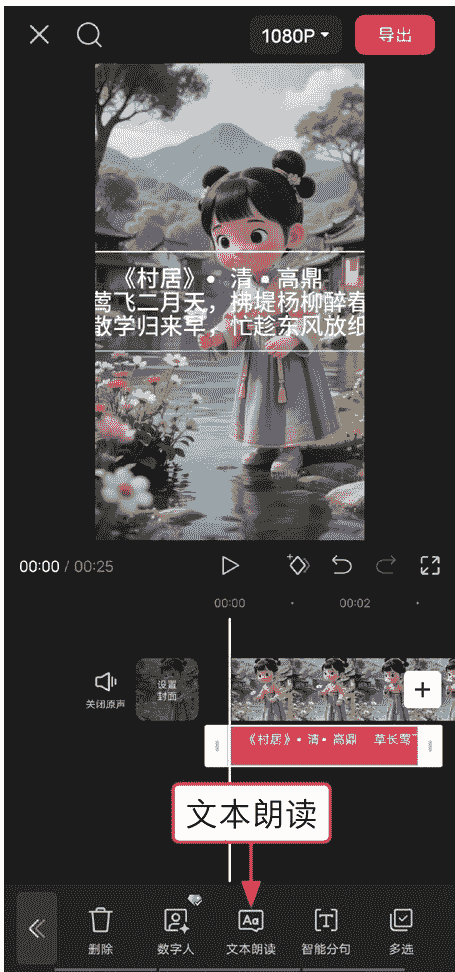 1080P
导出
《村居》• 清 • 高鼎
莺飞二月天，拂堤杨柳醉春
散学归来早，忙趁东风放纸
00:00 / 00:25
00:00
00:02
关闭原声
设置
封面
《村居》• 清 • 高鼎 草长莺飞
文本朗读
删除
数字人
Aa
文本朗读
T
智能分句
多选